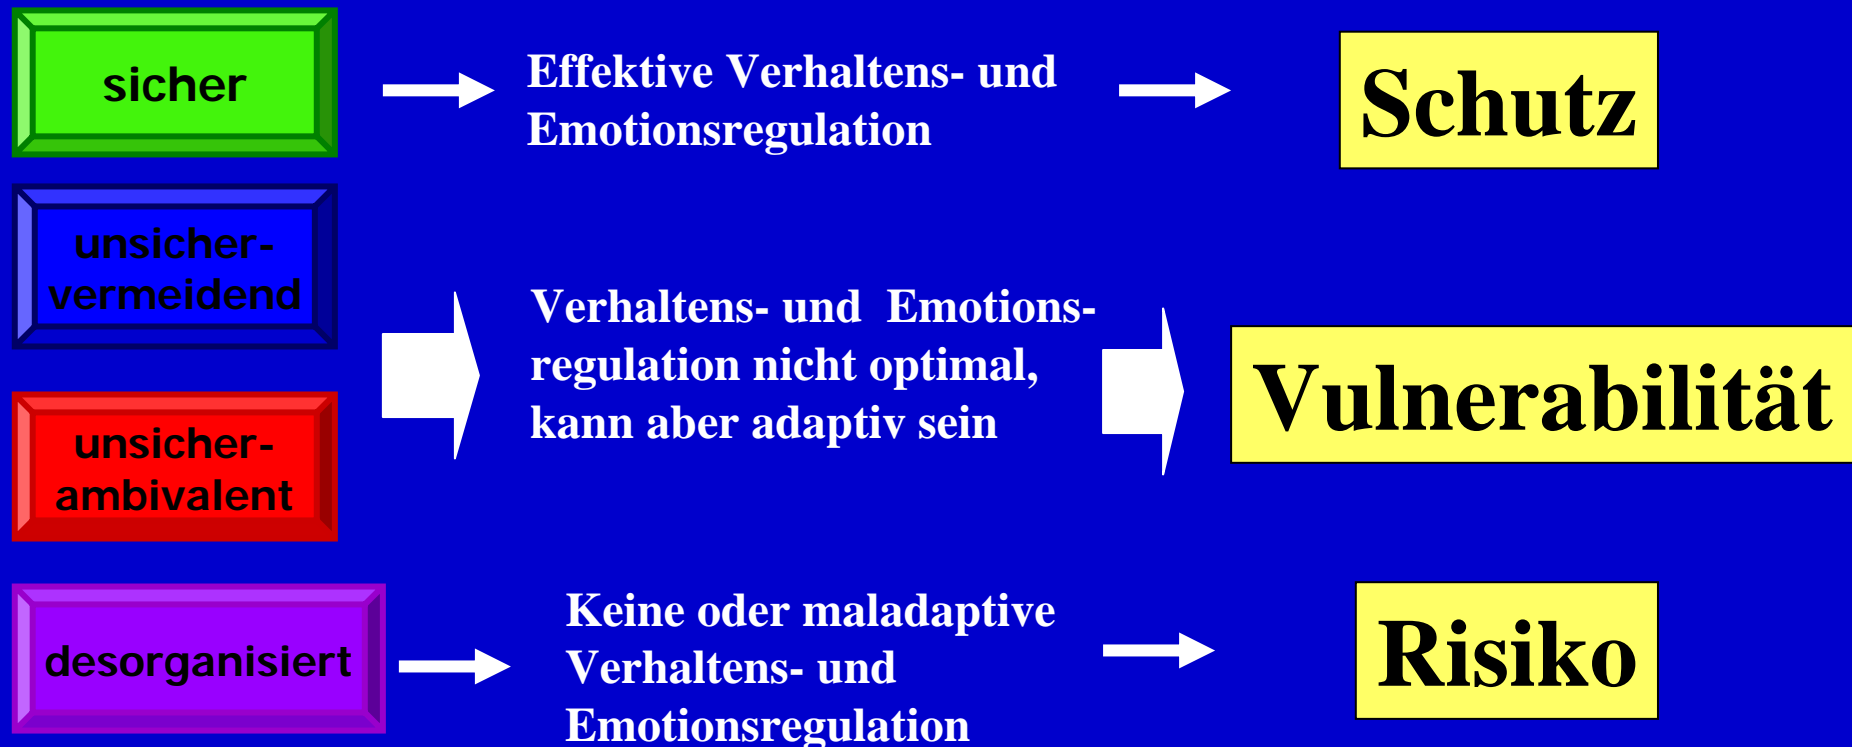 sicher
Effektive Verhaltens- und
Emotionsregulation
Schutz
unsicher-
vermeidend
unsicher-
ambivalent
Verhaltens- und Emotions-
regulation nicht optimal,
kann aber adaptiv sein
Vulnerabilität
desorganisiert
Keine oder maladaptive
Verhaltens- und
Emotionsregulation
Risiko